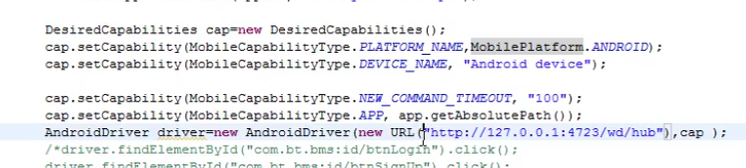 DesiredCapabilities cap=new DesiredCapabilities();
cap.setCapability(MobileCapabilityType.PLATFORM_NAME,MobilePlatform.ANDROID);
cap.setCapability(MobileCapabilityType.DEVICE_NAME, "Android device");
cap.setCapability(MobileCapabilityType.NEW_COMMAND_TIMEOUT, "100");
cap.setCapability(MobileCapabilityType.APP, app.getAbsolutePath());
AndroidDriver driver=new AndroidDriver(new URL("http://127.0.0.1:4723/wd/hub"),cap );
/*driver.findElementById("com.bt.bms:id/btnLogin").click();
driver.findElementById("com.bt.bms:id/btnSignUp").click();